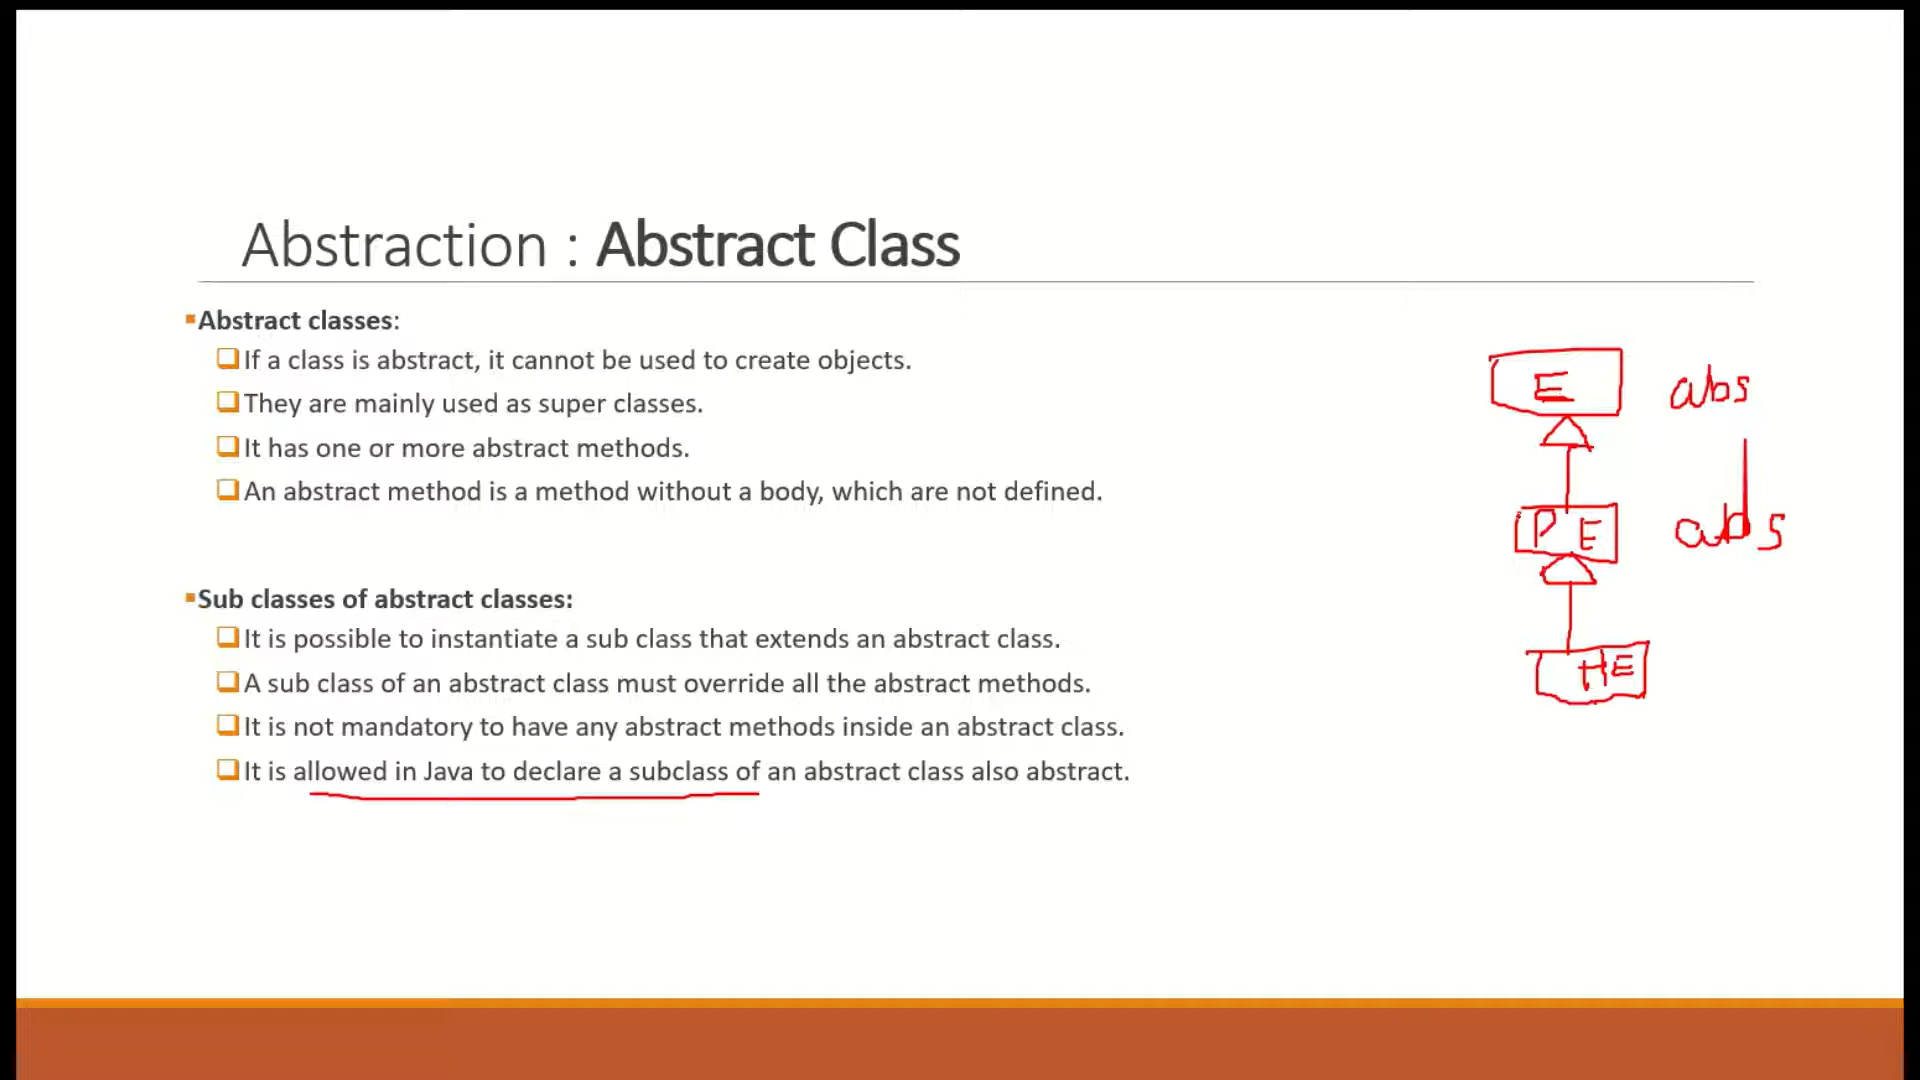 Abstraction : Abstract Class
Abstract classes:
If a class is abstract, it cannot be used to create objects.
They are mainly used as super classes.
It has one or more abstract methods.
An abstract method is a method without a body, which are not defined.
Sub classes of abstract classes:
It is possible to instantiate a sub class that extends an abstract class.
A sub class of an abstract class must override all the abstract methods.
It is not mandatory to have any abstract methods inside an abstract class.
It is allowed in Java to declare a subclass of an abstract class also abstract.
E abs
P E abs
HE